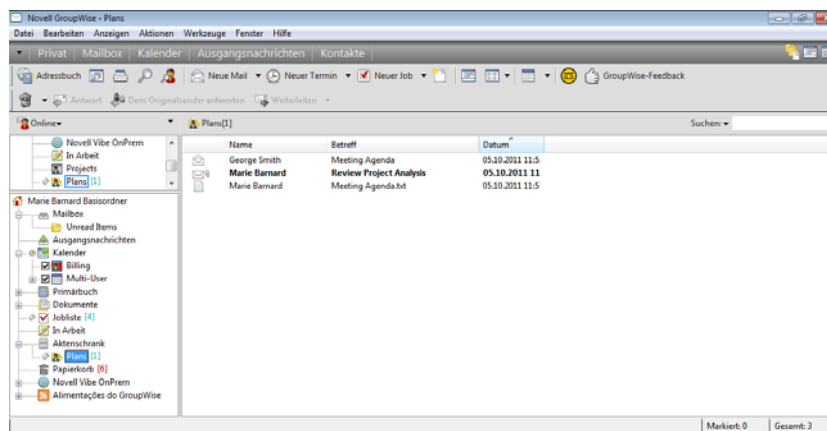 Novell GroupWise - Plans
Datei Bearbeiten Anzeigen Aktionen Werkzeuge Fenster Hilfe
Privat Mailbox Kalender Ausgangsnachrichten Kontakte
Adressbuch Neue Mail Neuer Termin Neuer Job GroupWise-Feedback
Antwort Dem Originalsender antworten Weiterleiten
Online Plans[1] Suchen:
Novell Vibe OnPrem
In Arbeit
Projects
Plans [1]
Name Betreff Datum
George Smith Meeting Agenda 05.10.2011 11:5
Marie Barnard Review Project Analysis 05.10.2011 11
Marie Barnard Meeting Agenda.txt 05.10.2011 11:5
Marie Barnard Basisordner
Mailbox
Unread Items
Ausgangsnachrichten
Kalender
Billing
Multi-User
Primärbuch
Dokumente
Jobliste [4]
In Arbeit
Aktenschrank
Plans [1]
Papierkorb [6]
Novell Vibe OnPrem
Alimentações do GroupWise
Markiert: 0 Gesamt: 3